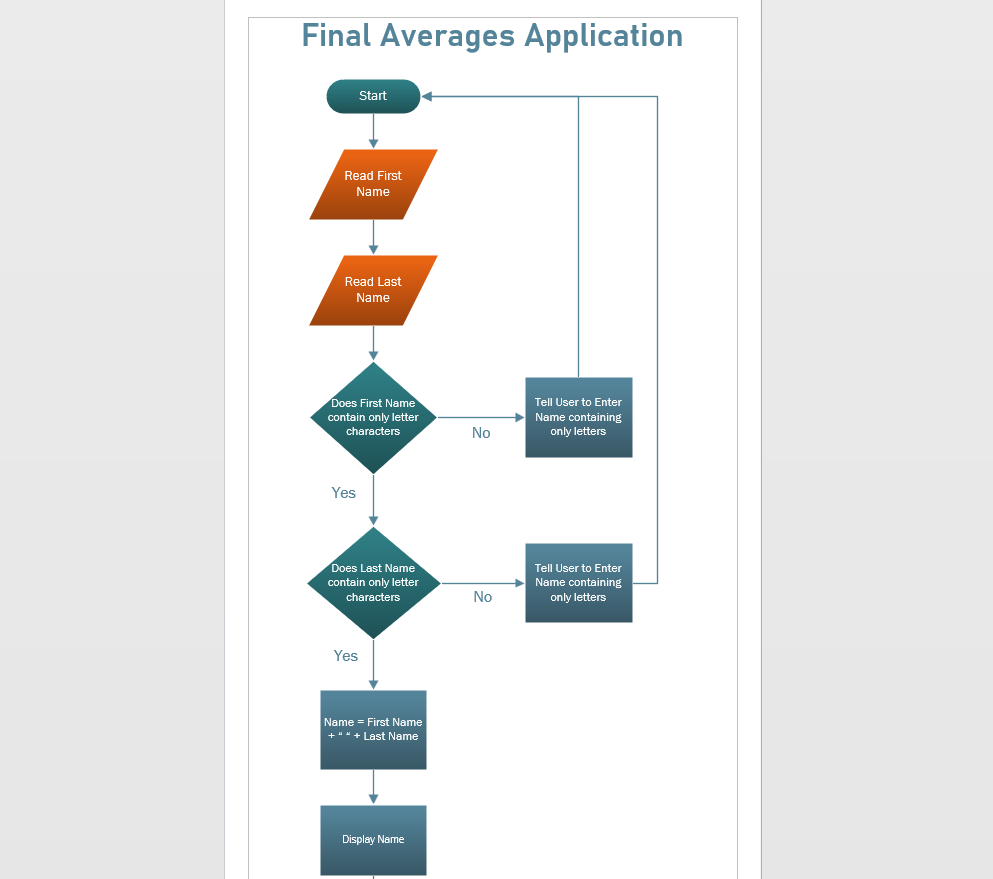 Final Averages Application
Start
Read First
Name
Read Last
Name
Does First Name
contain only letter
characters
No
Tell User to Enter
Name containing
only letters
Yes
Does Last Name
contain only letter
characters
No
Tell User to Enter
Name containing
only letters
Yes
Name = First Name
+ “ “ + Last Name
Display Name